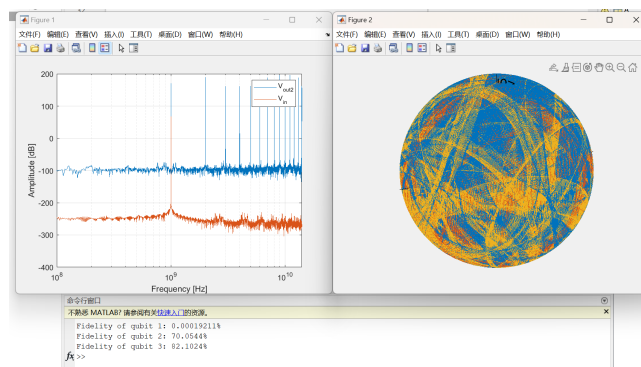 Figure 1
文件(F) 编辑(E) 查看(V) 插入(I) 工具(T) 桌面(D) 窗口(W) 帮助(H)
200
100
0
-100
-200
-300
-400
Amplitude [dB]
10^8
10^9
10^10
Frequency [Hz]
V_out2
V_in
Figure 2
文件(F) 编辑(E) 查看(V) 插入(I) 工具(T) 桌面(D) 窗口(W) 帮助(H)
命令行窗口
不熟悉 MATLAB? 请参阅有关快速入门的资源。
Fidelity of qubit 1: 0.00019211%
Fidelity of qubit 2: 70.0544%
Fidelity of qubit 3: 82.1024%
fx >>